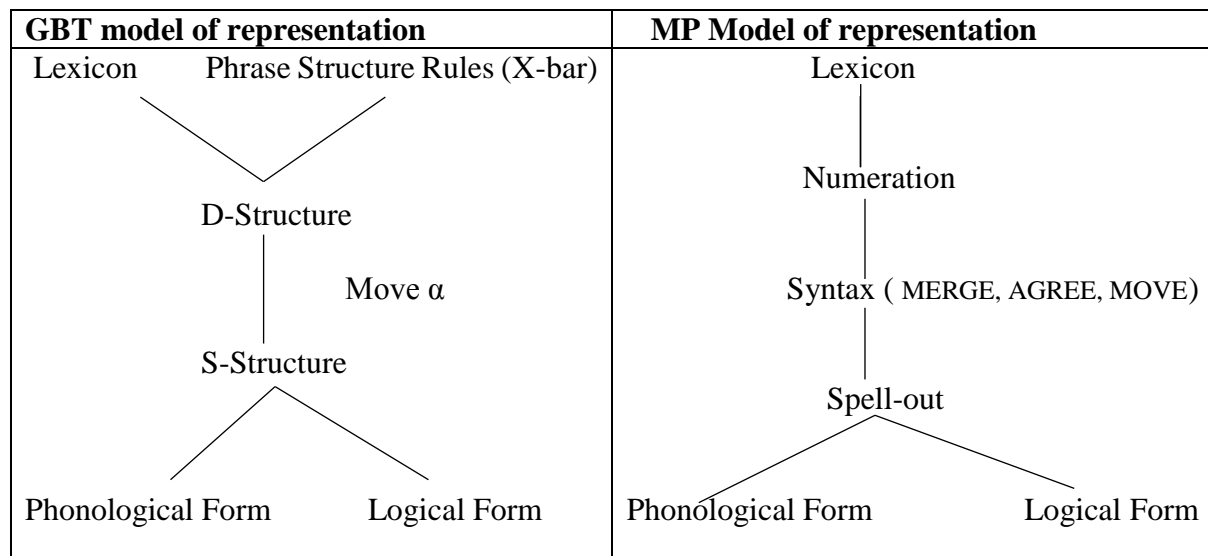 GBT model of representation
Lexicon Phrase Structure Rules (X-bar)
D-Structure
Move α
S-Structure
Phonological Form Logical Form
MP Model of representation
Lexicon
Numeration
Syntax ( MERGE, AGREE, MOVE)
Spell-out
Phonological Form Logical Form